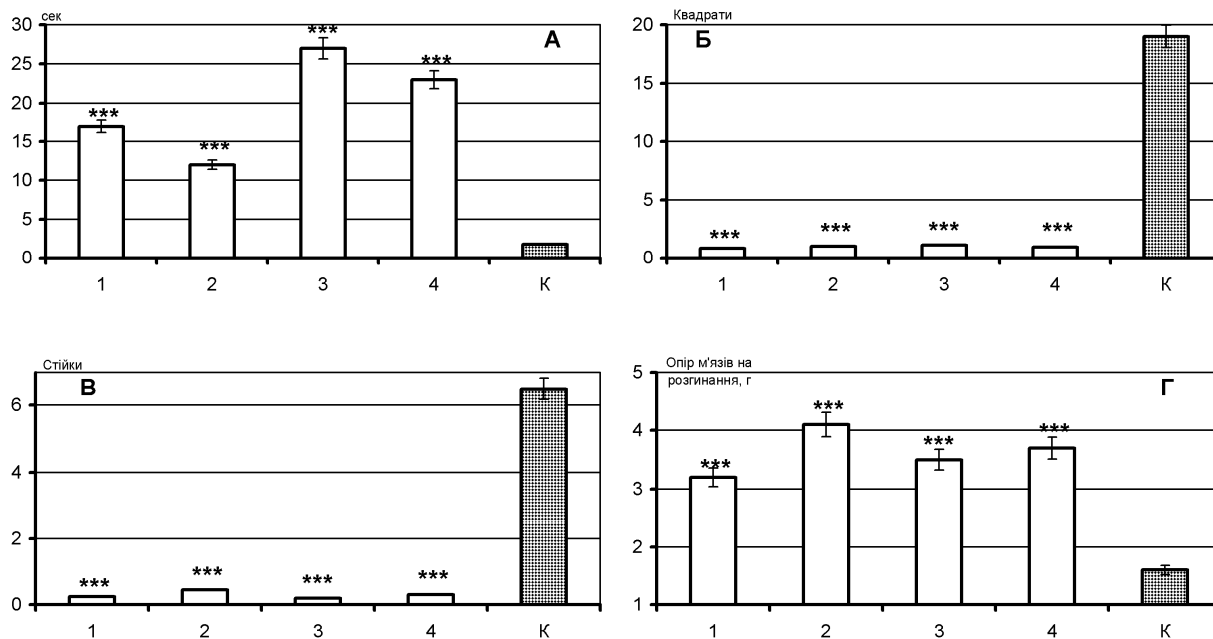 сек
А
30
25
20
15
10
5
0
***
***
***
***
1 2 3 4 К
Квадрати
Б
20
15
10
5
0
*** *** *** ***
1 2 3 4 К
Стійки
В
6
4
2
0
*** *** *** ***
1 2 3 4 К
Опір м'язів на
розгинання, г
Г
5
4
3
2
1
***
***
***
***
1 2 3 4 К